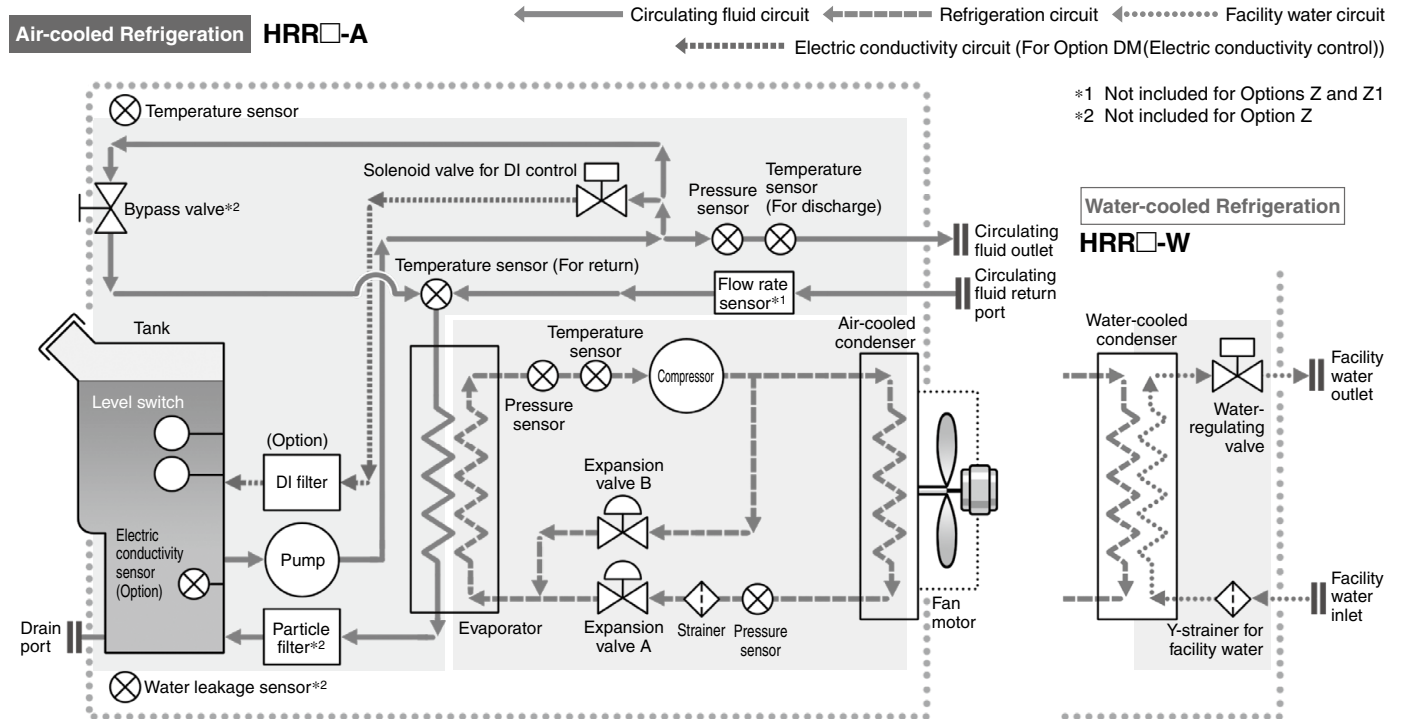 Air-cooled Refrigeration HRR□-A
Circulating fluid circuit
Refrigeration circuit
Facility water circuit
Electric conductivity circuit (For Option DM(Electric conductivity control))
*1 Not included for Options Z and Z1
*2 Not included for Option Z
Temperature sensor
Bypass valve*2
Solenoid valve for DI control
Pressure
sensor
Temperature
sensor
(For discharge)
Circulating
fluid outlet
Temperature sensor (For return)
Flow rate
sensor*1
Circulating
fluid return
port
Tank
Level switch
(Option)
DI filter
Electric
conductivity
sensor
(Option)
Pump
Drain
port
Particle
filter*2
Water leakage sensor*2
Evaporator
Temperature
sensor
Pressure
sensor
Compressor
Expansion
valve B
Expansion
valve A
Strainer
Pressure
sensor
Air-cooled
condenser
Fan
motor
Water-cooled Refrigeration
HRR□-W
Water-cooled
condenser
Water-
regulating
valve
Facility
water
outlet
Facility
water
inlet
Y-strainer for
facility water